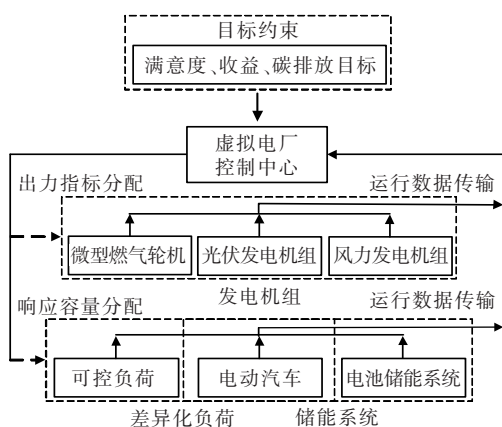 目标约束
满意度、收益、碳排放目标
虚拟电厂
控制中心
出力指标分配
运行数据传输
微型燃气轮机
光伏发电机组
风力发电机组
发电机组
响应容量分配
运行数据传输
可控负荷
电动汽车
电池储能系统
差异化负荷
储能系统